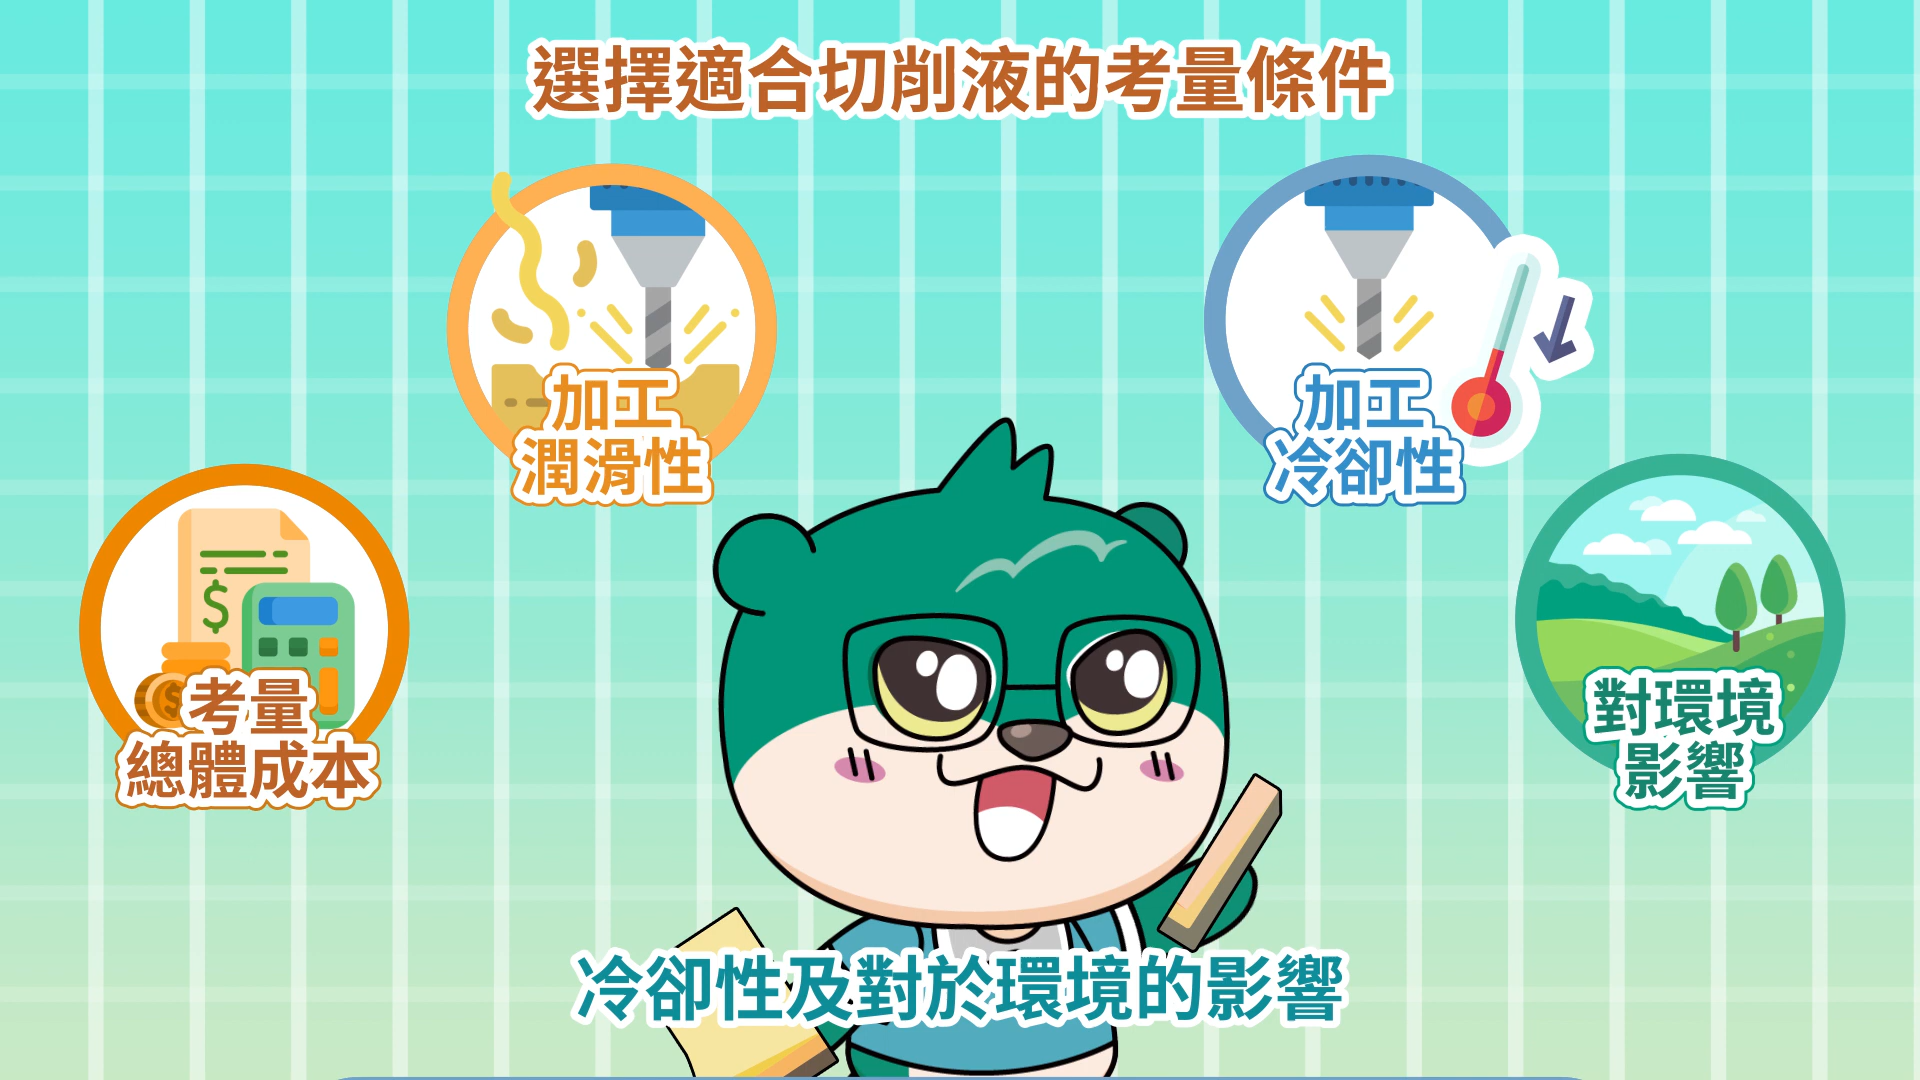 選擇適合切削液的考量條件
加工
潤滑性
加工
冷卻性
考量
總體成本
對環境
影響
冷卻性及對於環境的影響